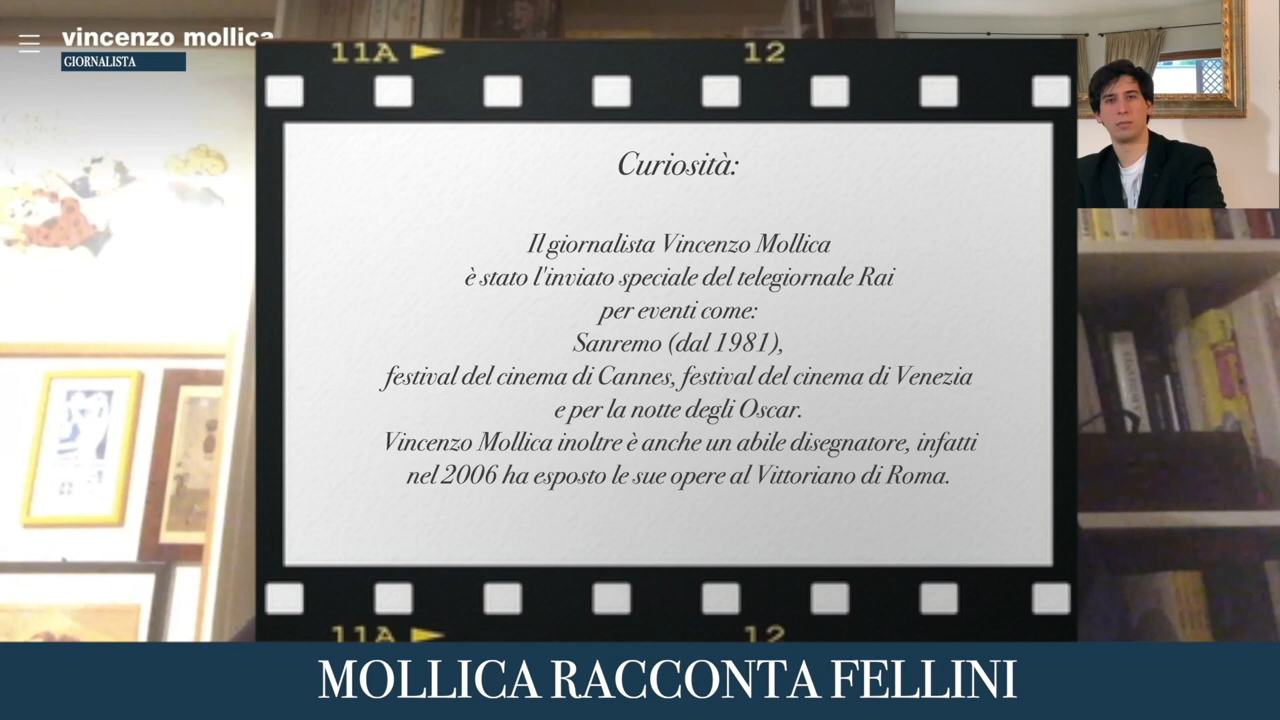 vincenzo mollica
GIORNALISTA
11A 12
Curiosità:
Il giornalista Vincenzo Mollica
è stato l'inviato speciale del telegiornale Rai
per eventi come:
Sanremo (dal 1981),
festival del cinema di Cannes, festival del cinema di Venezia
e per la notte degli Oscar.
Vincenzo Mollica inoltre è anche un abile disegnatore, infatti
nel 2006 ha esposto le sue opere al Vittoriano di Roma.
11A 12
MOLLICA RACCONTA FELLINI